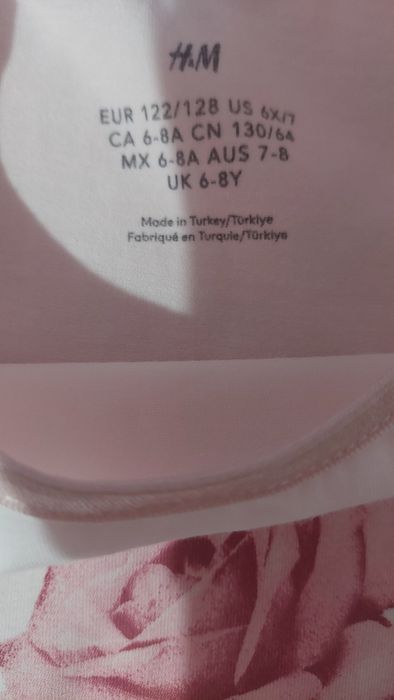 H&M
EUR 122/128 US 6X/7
CA 6-8A CN 130/64
MX 6-8A AUS 7-8
UK 6-8Y
Made in Turkey/Türkiye
Fabriqué en Turquie/Türkiye